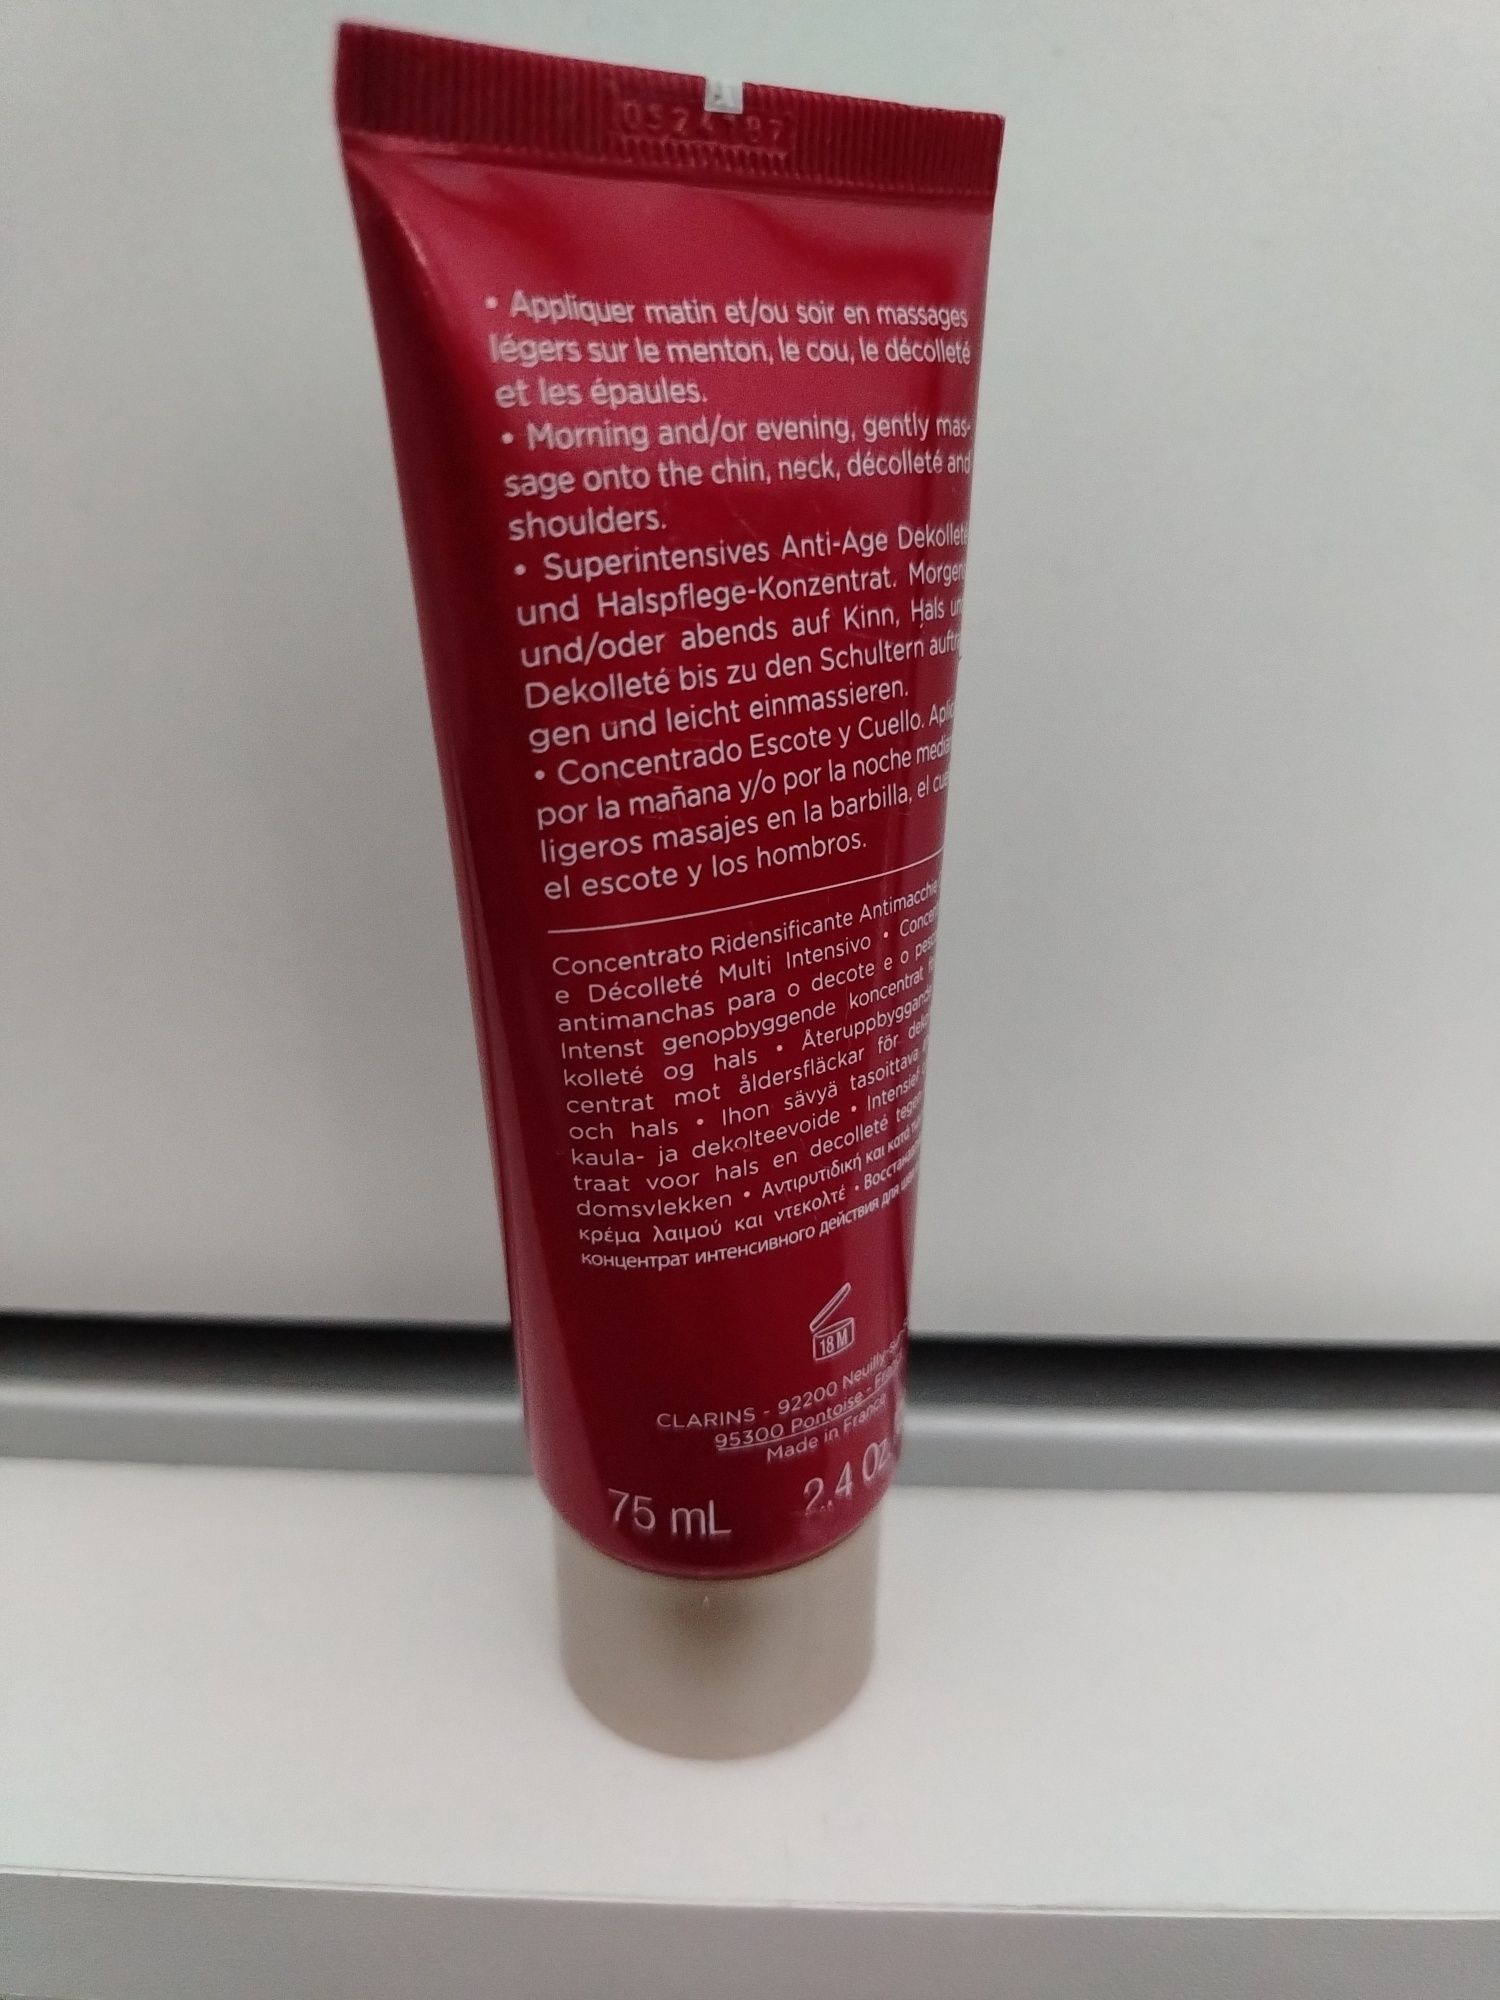 • Appliquer matin et/ou soir en massages
légers sur le menton, le cou, le décolleté
et les épaules.
• Morning and/or evening, gently mas-
sage onto the chin, neck, décolleté and
shoulders.
• Superintensives Anti-Age Dekolleté
und Halspflege-Konzentrat. Morgens
und/oder abends auf Kinn, Hals und
Dekolleté bis zu den Schultern auftra-
gen und leicht einmassieren.
• Concentrado Escote y Cuello.
por la mañana y/o por la noche
ligeros masajes en la barbilla, el
el escote y los hombros.
Concentrato Ridensificante Antimacchie
e Décolleté Multi Intensivo •
antimanchas para o decote e o
Intenst genopbyggende koncentrat
kolleté og hals • Återuppbyggande
centrat mot åldersfläckar för
och hals • Ihon sävyä tasoittava
kaula- ja dekolteevoide • Intensief
traat voor hals en decolleté tegen
domsvlekken • Αντιρυτιδική και κατά
κρέμα λαιμού και ντεκολτέ •
концентрат интенсивного действия для
18M
CLARINS - 92200
95300 Pontoise - France
Made in France
75 mL 2.4 Oz.